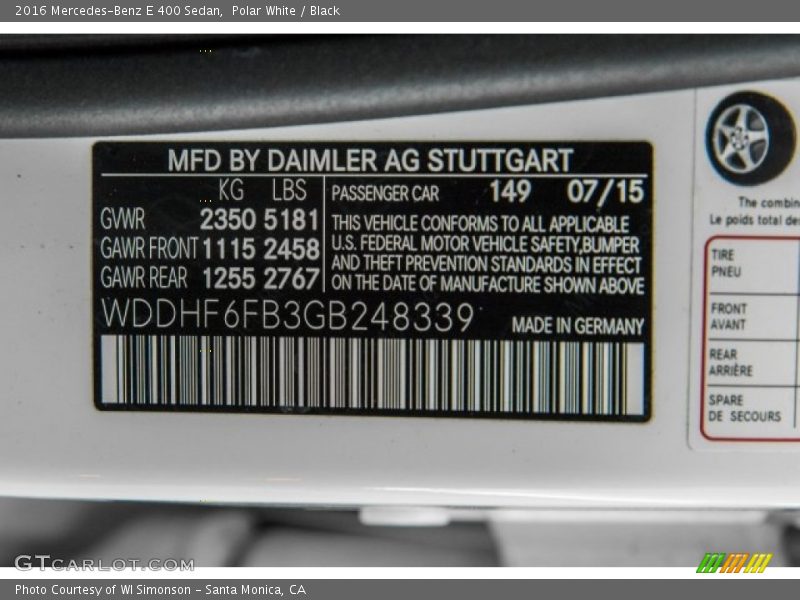 2016 Mercedes-Benz E 400 Sedan, Polar White / Black
MFD BY DAIMLER AG STUTTGART
KG LBS
GVWR 2350 5181
GAWR FRONT 1115 2458
GAWR REAR 1255 2767
PASSENGER CAR 149 07/15
THIS VEHICLE CONFORMS TO ALL APPLICABLE
U.S. FEDERAL MOTOR VEHICLE SAFETY,BUMPER
AND THEFT PREVENTION STANDARDS IN EFFECT
ON THE DATE OF MANUFACTURE SHOWN ABOVE
WDDHF6FB3GB248339
MADE IN GERMANY
The combin
Le poids total de
TIRE
PNEU
FRONT
AVANT
REAR
ARRIÈRE
SPARE
DE SECOURS
GTCARLOT.COM
Photo Courtesy of WI Simonson - Santa Monica, CA